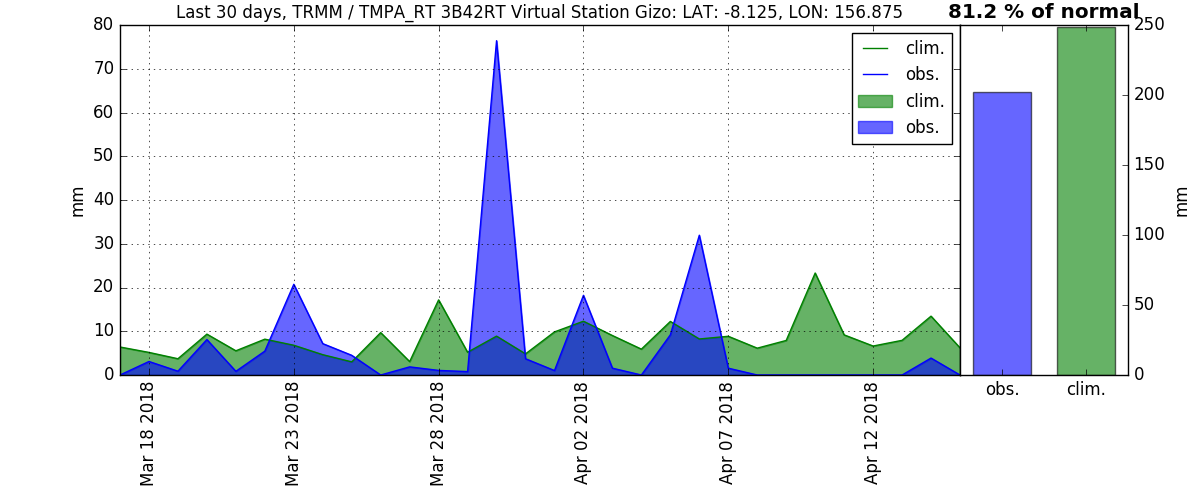 Last 30 days, TRMM / TMPA_RT 3B42RT Virtual Station Gizo: LAT: -8.125, LON: 156.875
81.2 % of normal
80
70
60
50
40
30
20
10
0
mm
clim.
obs.
clim.
obs.
Mar 18 2018
Mar 23 2018
Mar 28 2018
Apr 02 2018
Apr 07 2018
Apr 12 2018
250
200
150
100
50
0
mm
obs.
clim.